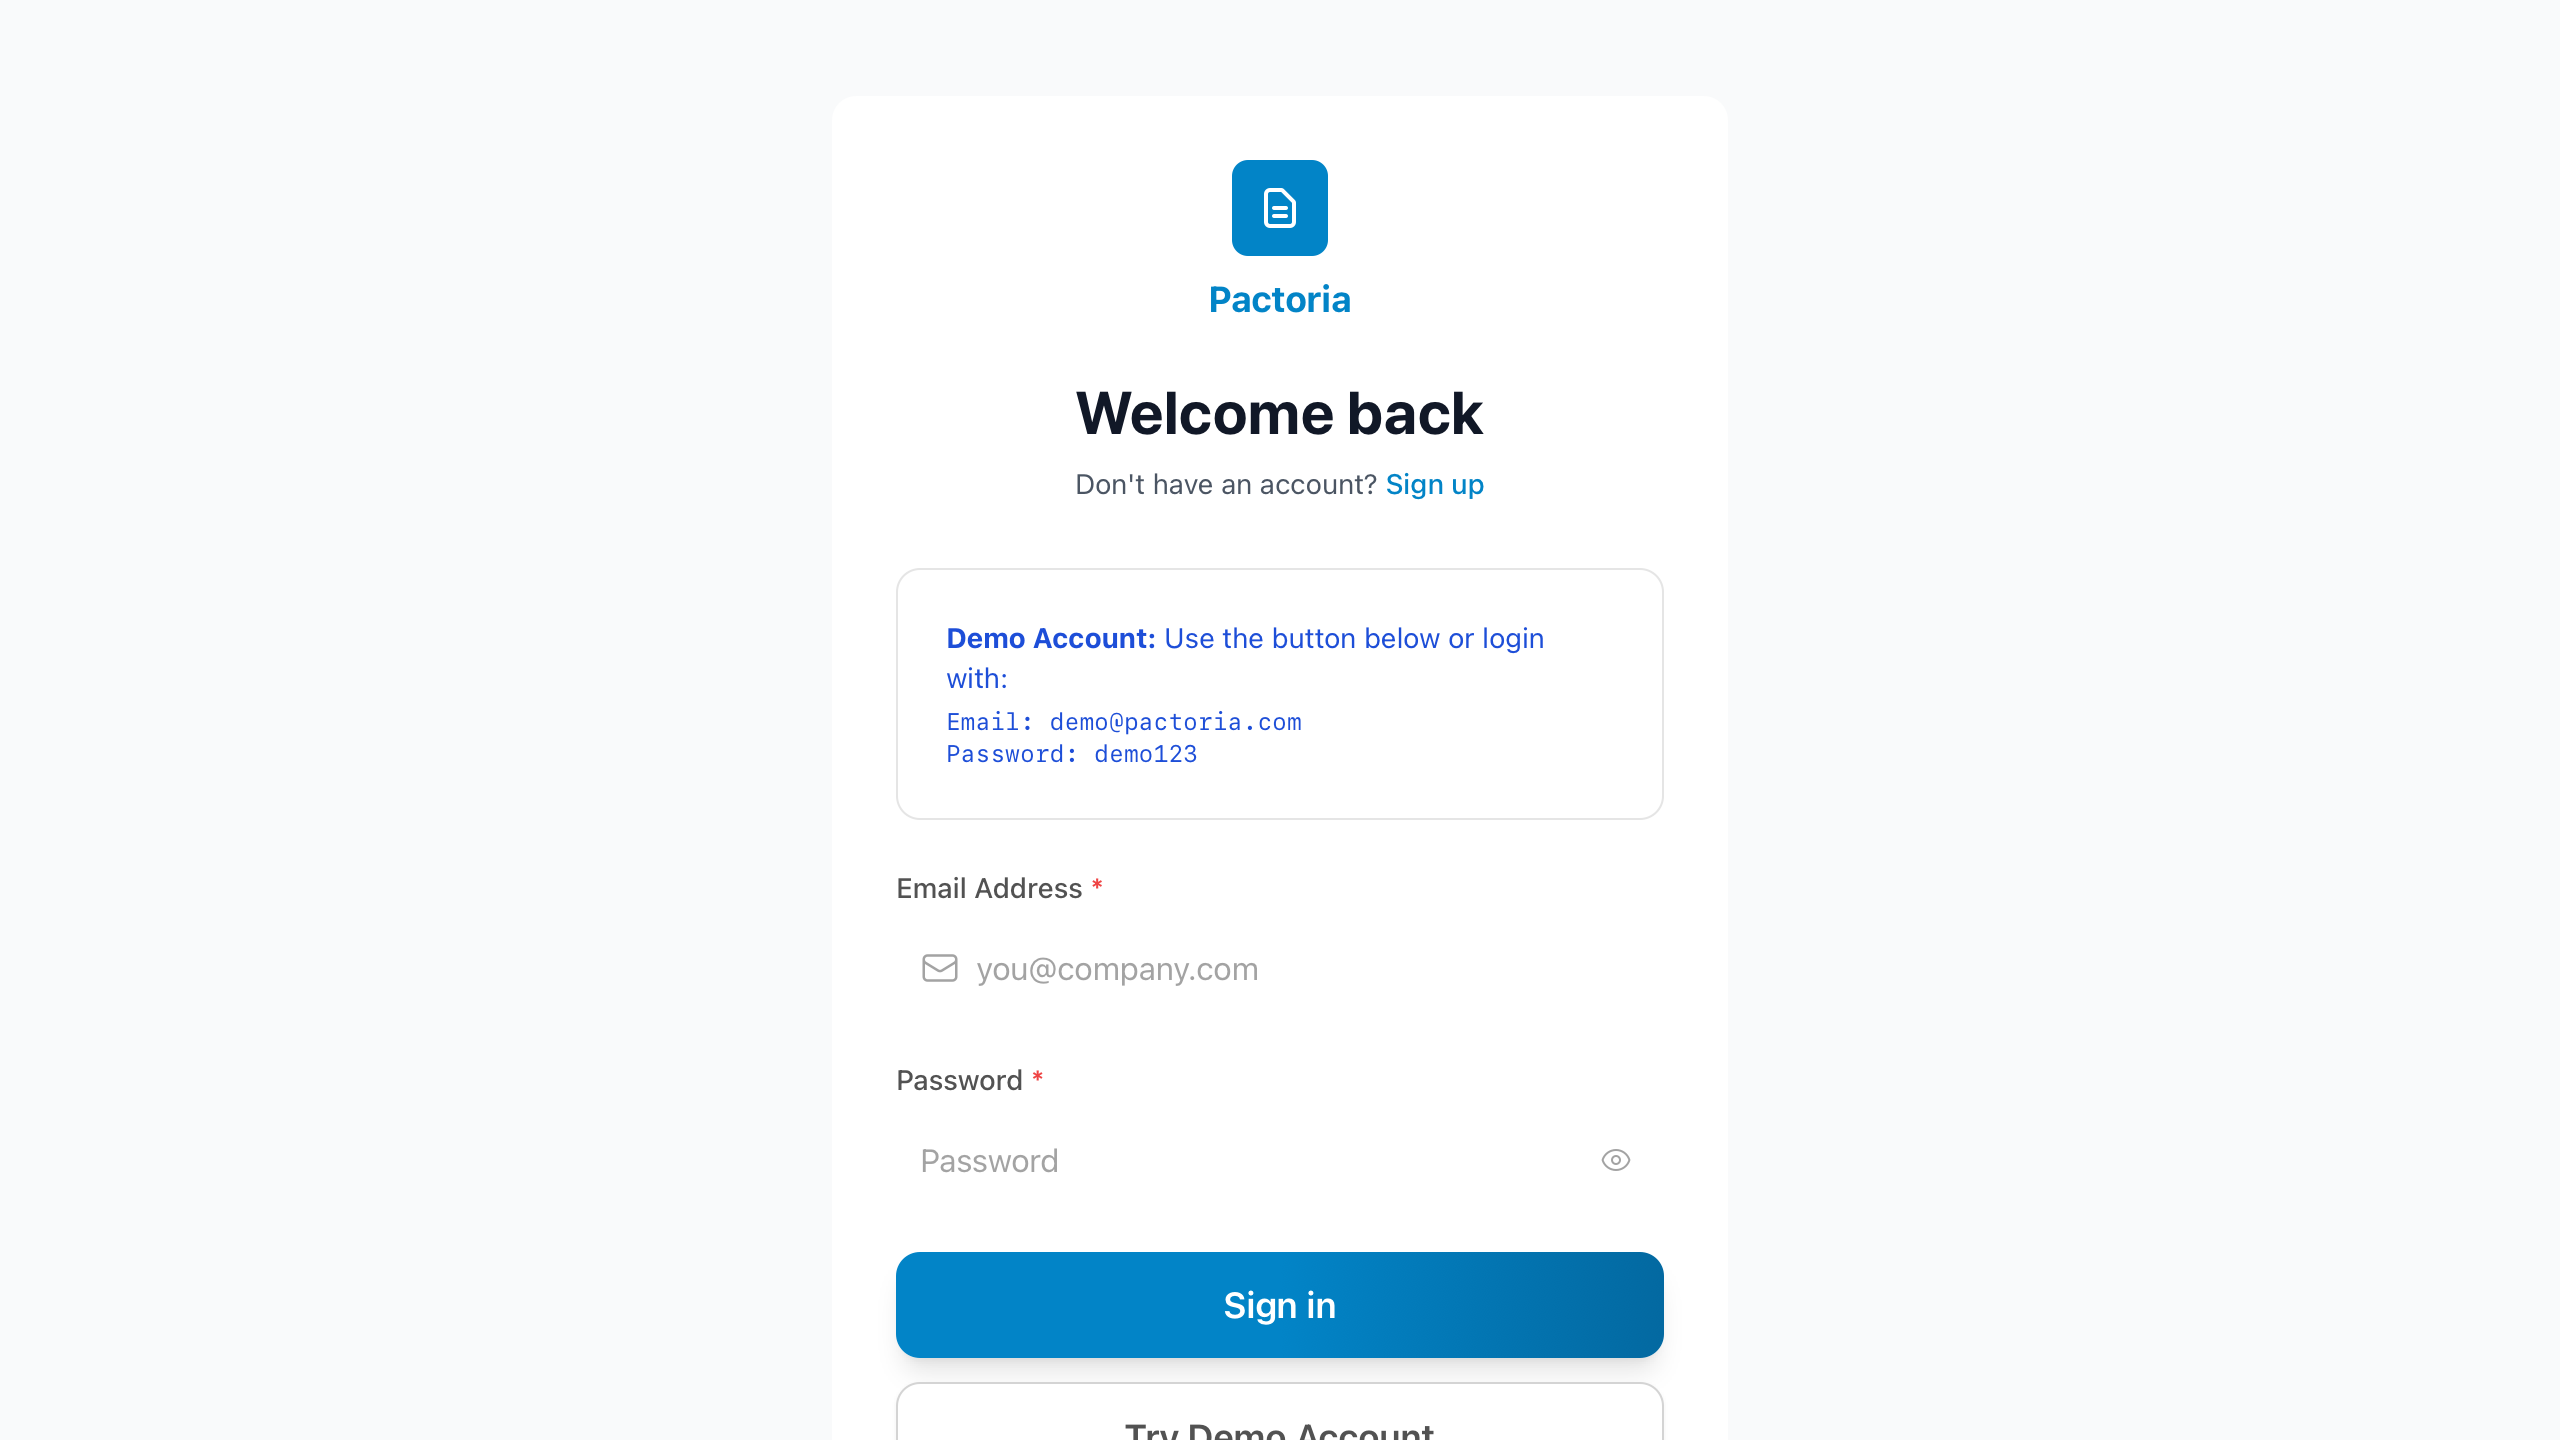 Pactoria
Welcome back
Don't have an account? Sign up
Demo Account: Use the button below or login
with:
Email: demo@pactoria.com
Password: demo123
Email Address *
you@company.com
Password *
Password
Sign in
Try Demo Account